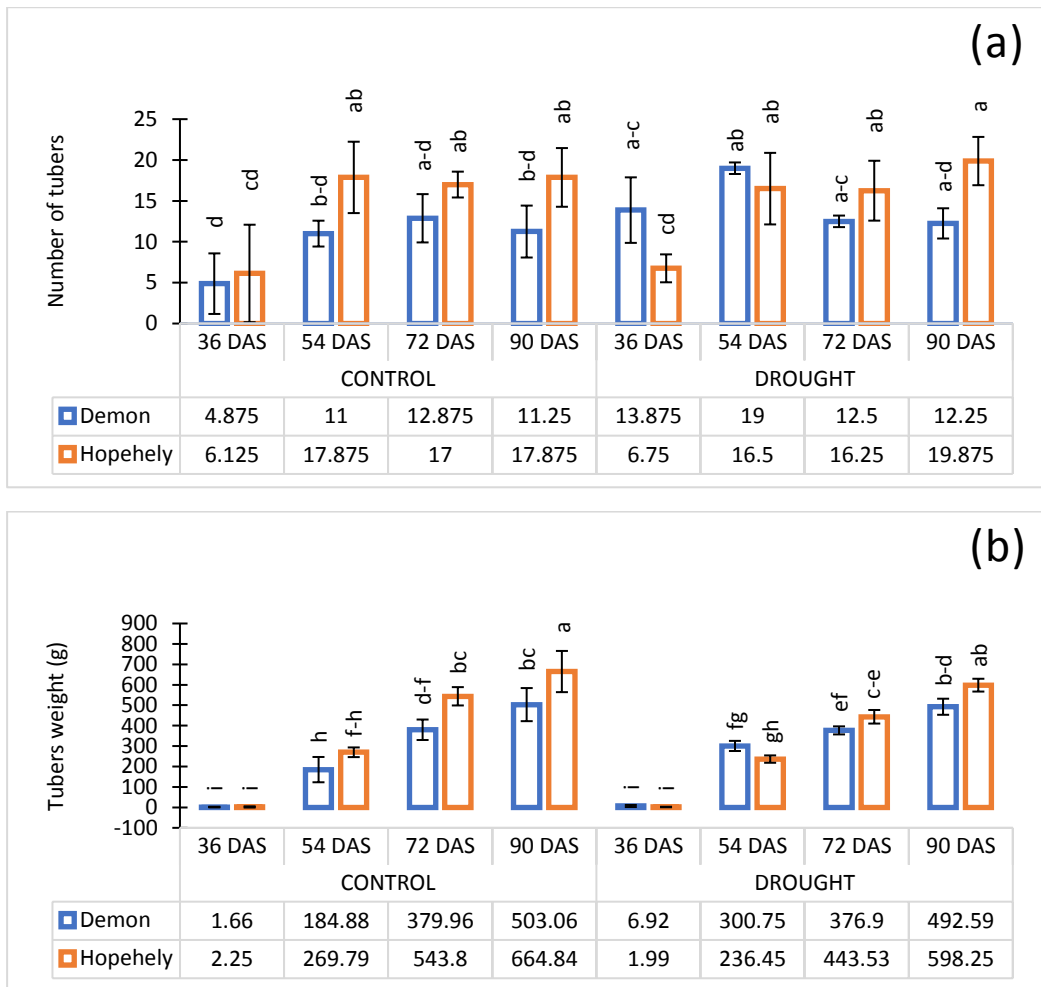 (a)
Number of tubers
25
20
15
10
5
0
d
cd
b-d
ab
a-d
ab
b-d
ab
a-c
cd
ab
ab
a-c
ab
a-d
a
36 DAS 54 DAS 72 DAS 90 DAS 36 DAS 54 DAS 72 DAS 90 DAS
CONTROL DROUGHT
Demon 4.875 11 12.875 11.25 13.875 19 12.5 12.25
Hopehely 6.125 17.875 17 17.875 6.75 16.5 16.25 19.875
(b)
Tubers weight (g)
900
800
700
600
500
400
300
200
100
0
-100
i
i
h
f-h
d-f
bc
bc
a
i
i
fg
gh
ef
c-e
b-d
ab
36 DAS 54 DAS 72 DAS 90 DAS 36 DAS 54 DAS 72 DAS 90 DAS
CONTROL DROUGHT
Demon 1.66 184.88 379.96 503.06 6.92 300.75 376.9 492.59
Hopehely 2.25 269.79 543.8 664.84 1.99 236.45 443.53 598.25